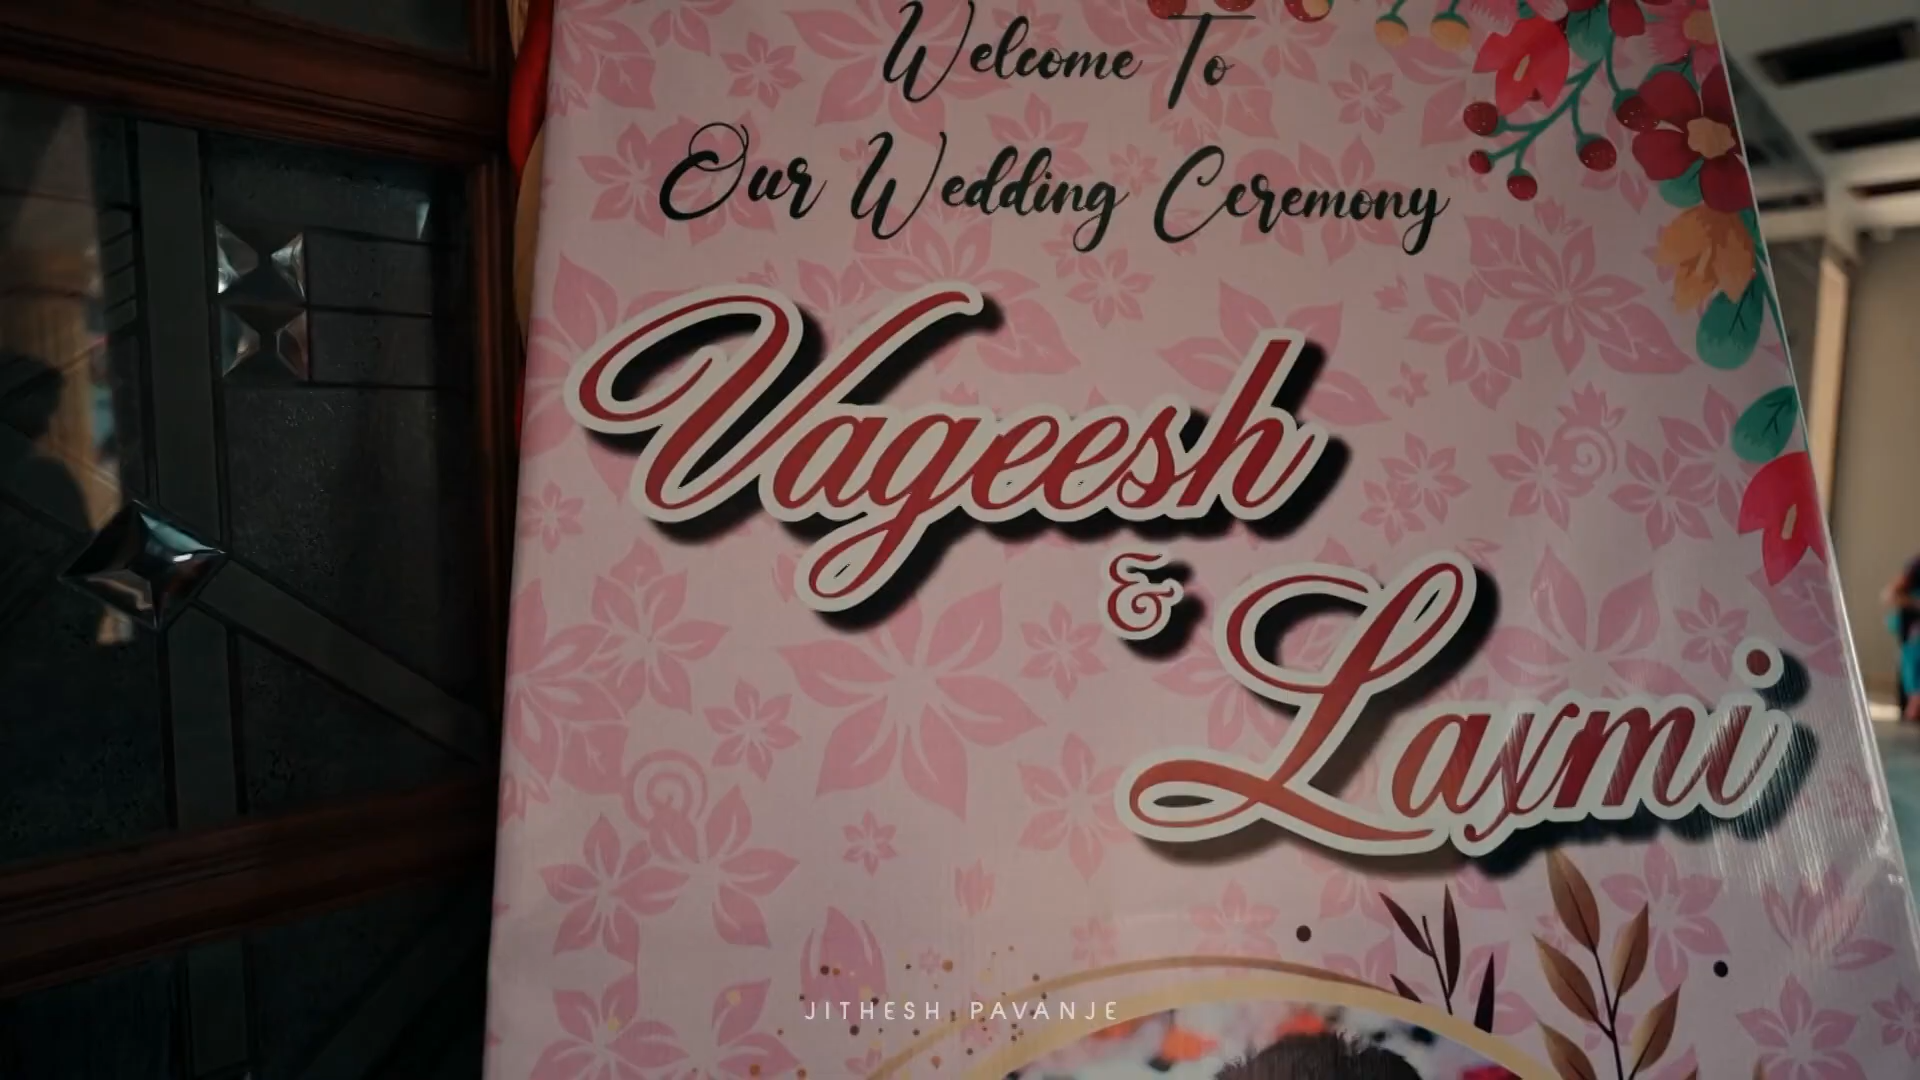 Welcome To
Our Wedding Ceremony
Vageesh
&
Laxmi
JITHESH PAVANJE